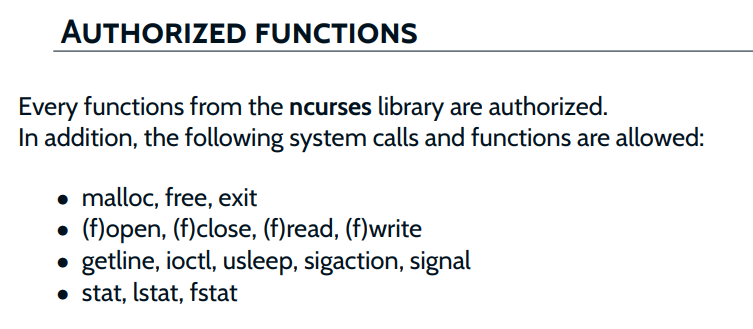 AUTHORIZED FUNCTIONS
Every functions from the ncurses library are authorized.
In addition, the following system calls and functions are allowed:
• malloc, free, exit
• (f)open, (f)close, (f)read, (f)write
• getline, ioctl, usleep, sigaction, signal
• stat, lstat, fstat